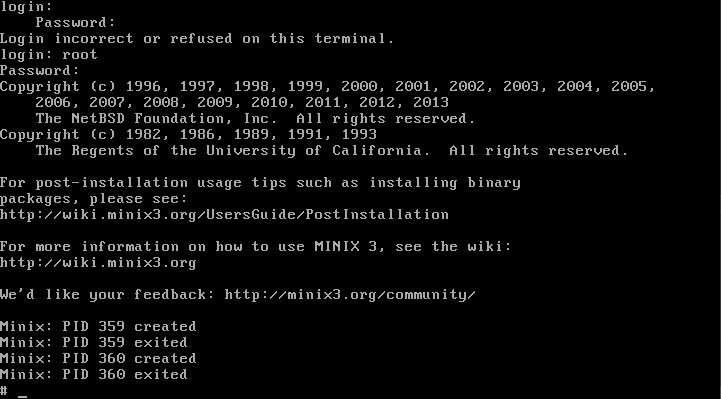 login:
Password:
Login incorrect or refused on this terminal.
login: root
Password:
Copyright (c) 1996, 1997, 1998, 1999, 2000, 2001, 2002, 2003, 2004, 2005,
2006, 2007, 2008, 2009, 2010, 2011, 2012, 2013
The NetBSD Foundation, Inc.  All rights reserved.
Copyright (c) 1982, 1986, 1989, 1991, 1993
The Regents of the University of California.  All rights reserved.
For post-installation usage tips such as installing binary
packages, please see:
http://wiki.minix3.org/UsersGuide/PostInstallation
For more information on how to use MINIX 3, see the wiki:
http://wiki.minix3.org
We'd like your feedback: http://minix3.org/community/
Minix: PID 359 created
Minix: PID 359 exited
Minix: PID 360 created
Minix: PID 360 exited
# _